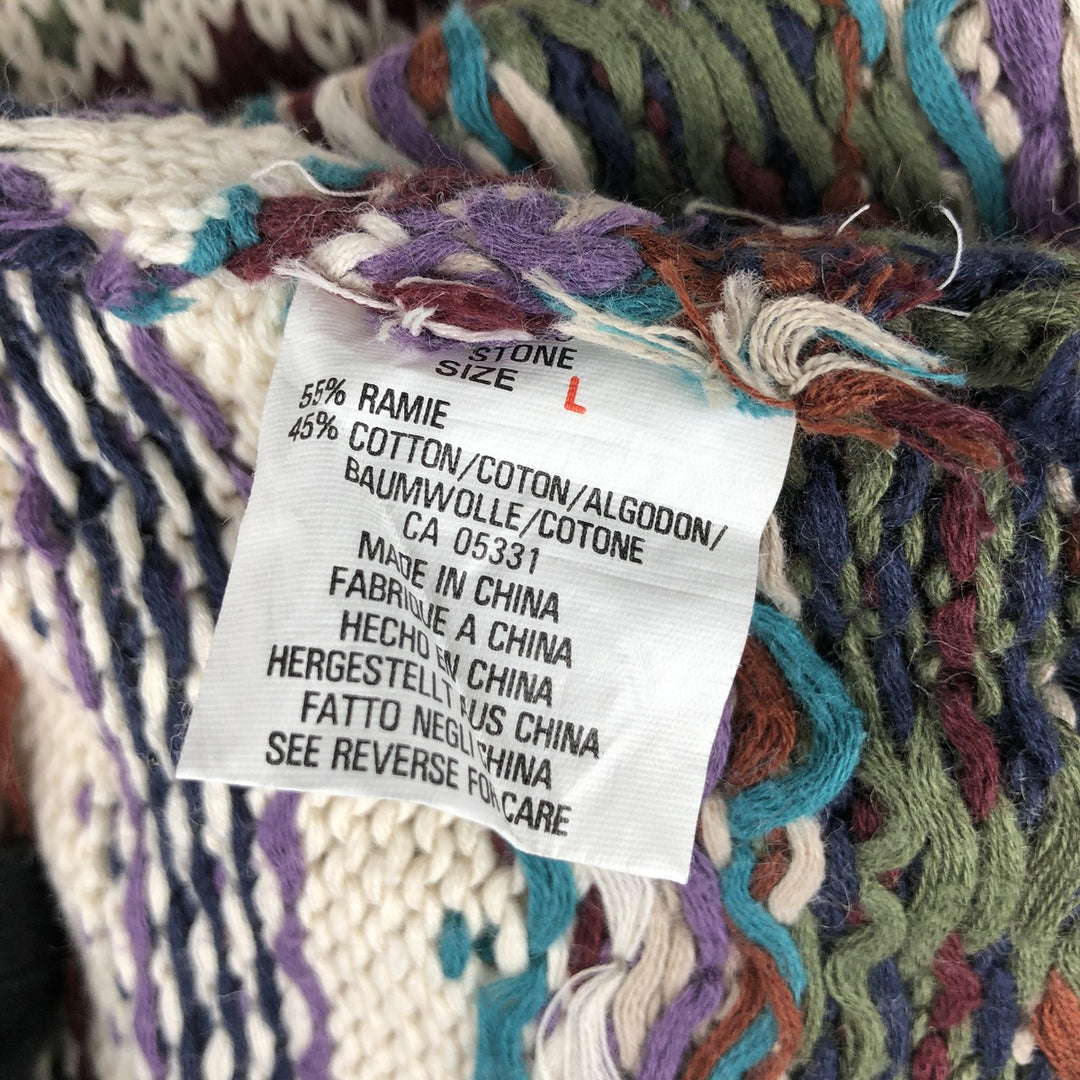 STONE
SIZE L
55% RAMIE
45% COTTON/COTON/ALGODON/
BAUMWOLLE/COTONE
CA 05331
MADE IN CHINA
FABRIQUE A CHINA
HECHO EN CHINA
HERGESTELLT AUS CHINA
FATTO NEGLI CHINA
SEE REVERSE FOR CARE